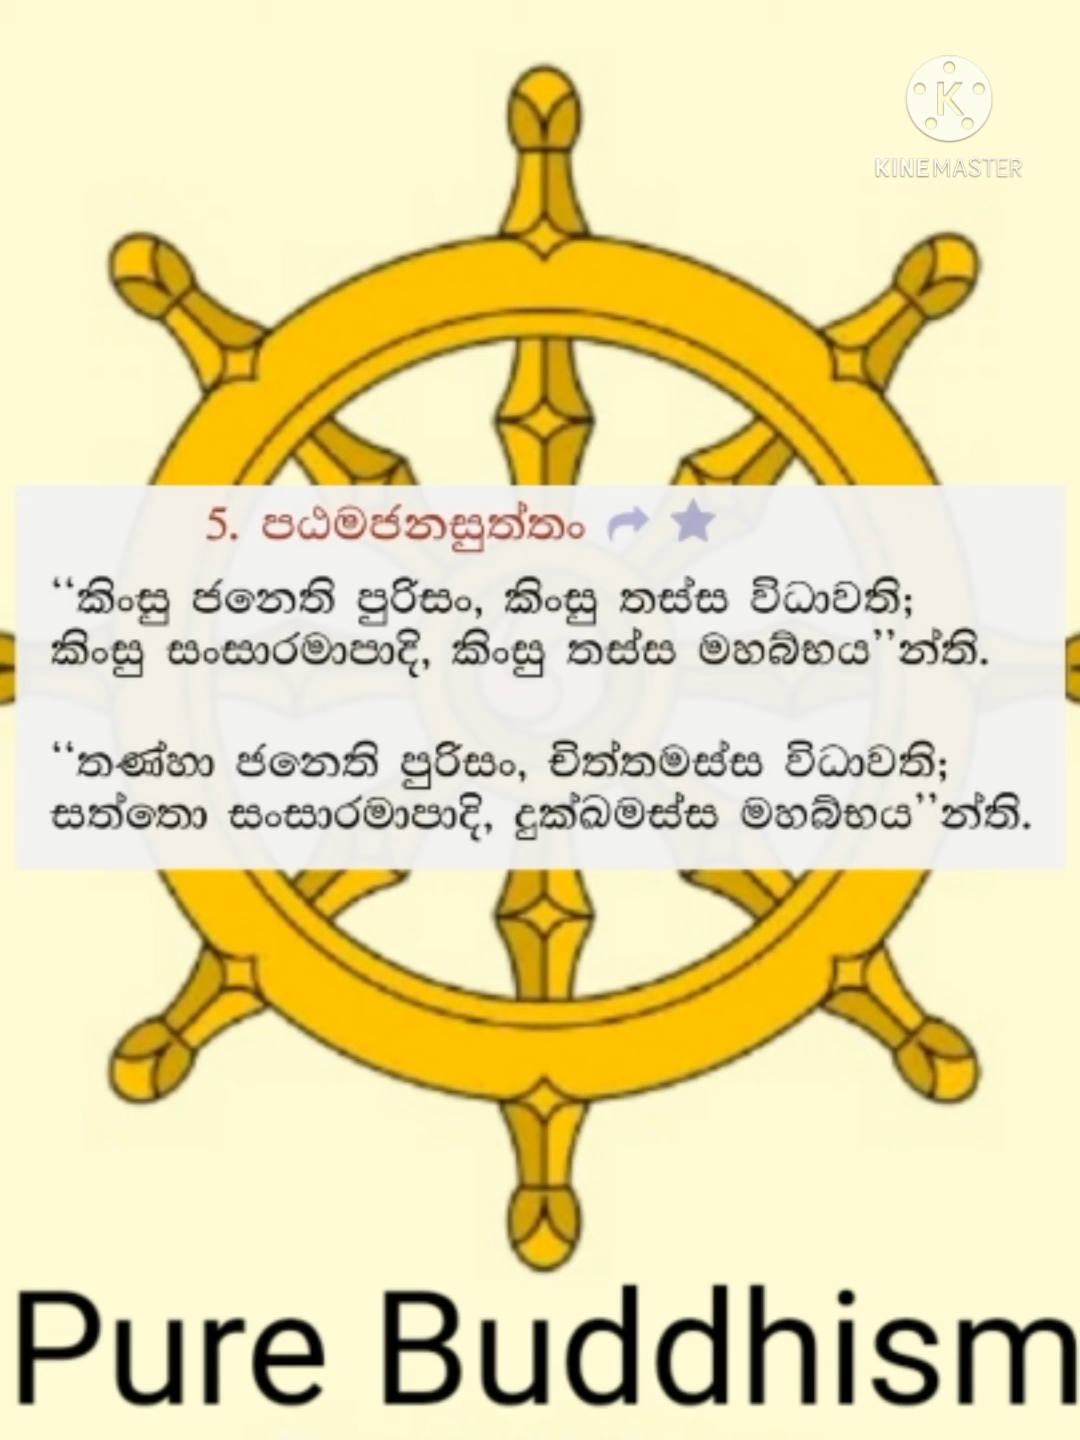 K
KINEMASTER
5. පඨමජනසුත්තං
‘‘කිංසු ජනෙති පුරිසං, කිංසු තස්ස විධාවති;
කිංසු සංසාරමාපාදි, කිංසු තස්ස මහබ්භය’’න්ති.
‘‘තණ්හා ජනෙති පුරිසං, චිත්තමස්ස විධාවති;
සත්තො සංසාරමාපාදි, දුක්ඛමස්ස මහබ්භය’’න්ති.
Pure Buddhism